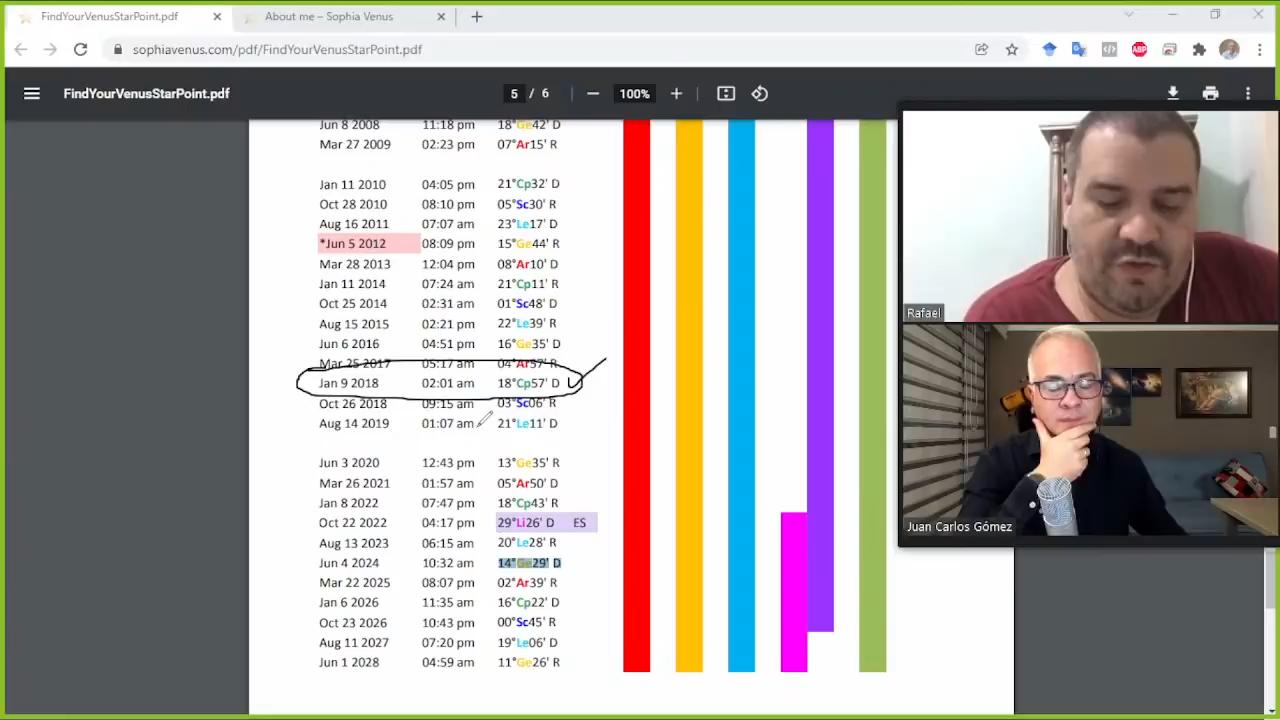 FindYourVenusStarPoint.pdf
About me – Sophia Venus
sophiavenus.com/pdf/FindYourVenusStarPoint.pdf
ABP
FindYourVenusStarPoint.pdf
5 / 6
100%
Jun 8 2008 11:18 pm 18°Ge42' D
Mar 27 2009 02:23 pm 07°Ar15' R
Jan 11 2010 04:05 pm 21°Cp32' D
Oct 28 2010 08:10 pm 05°Sc30' R
Aug 16 2011 07:07 am 23°Le17' D
*Jun 5 2012 08:09 pm 15°Ge44' R
Mar 28 2013 12:04 pm 08°Ar10' D
Jan 11 2014 07:24 am 21°Cp11' R
Oct 25 2014 02:31 am 01°Sc48' D
Aug 15 2015 02:21 pm 22°Le39' R
Jun 6 2016 04:51 pm 16°Ge35' D
Mar 25 2017 05:17 am 04°Ar57' R
Jan 9 2018 02:01 am 18°Cp57' D
Oct 26 2018 09:15 am 03°Sc06' R
Aug 14 2019 01:07 am 21°Le11' D
Jun 3 2020 12:43 pm 13°Ge35' R
Mar 26 2021 01:57 am 05°Ar50' D
Jan 8 2022 07:47 pm 18°Cp43' R
Oct 22 2022 04:17 pm 29°Li26' D ES
Aug 13 2023 06:15 am 20°Le28' R
Jun 4 2024 10:32 am 14°Ge29' D
Mar 22 2025 08:07 pm 02°Ar39' R
Jan 6 2026 11:35 am 16°Cp22' D
Oct 23 2026 10:43 pm 00°Sc45' R
Aug 11 2027 07:20 pm 19°Le06' D
Jun 1 2028 04:59 am 11°Ge26' R
Rafael
Juan Carlos Gómez